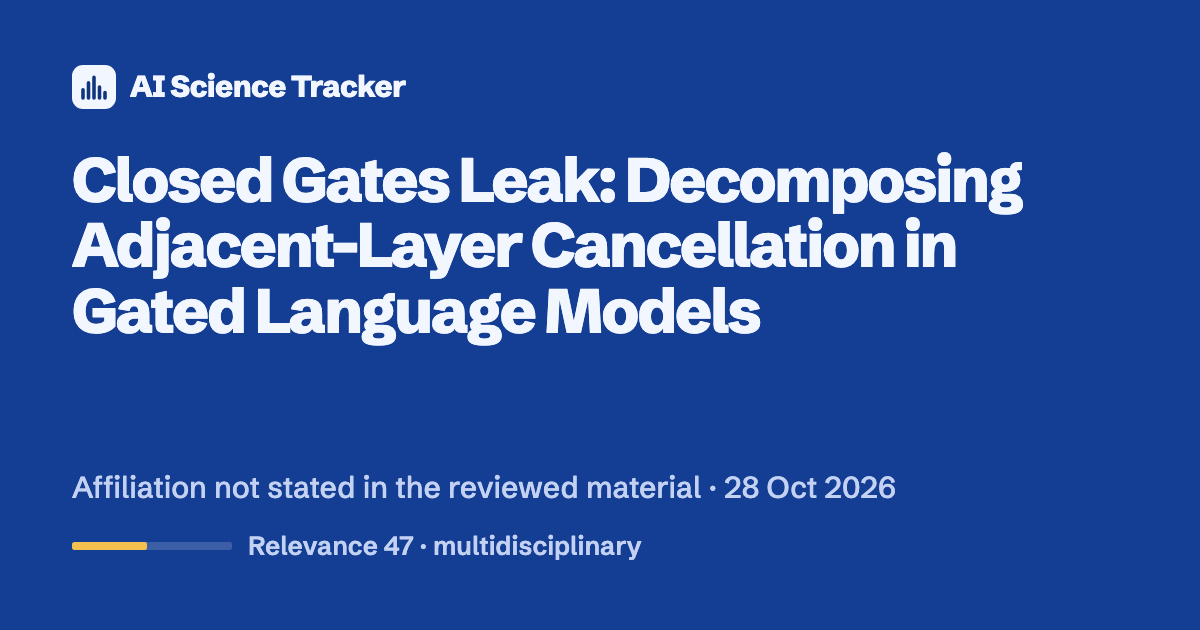 AI Science Tracker
Closed Gates Leak: Decomposing
Adjacent-Layer Cancellation in
Gated Language Models
Affiliation not stated in the reviewed material · 28 Oct 2026
Relevance 47 · multidisciplinary